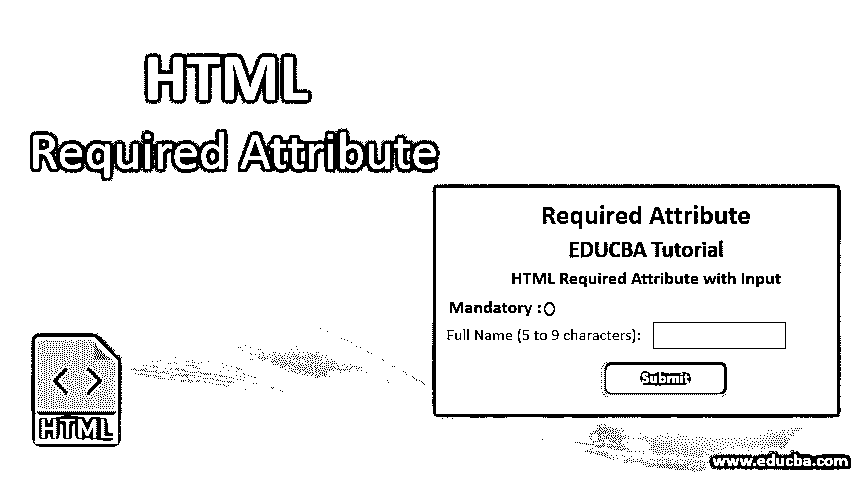 HTML
Required Attribute
Required Attribute
EDUCBA Tutorial
HTML Required Attribute with Input
Mandatory :
Full Name (5 to 9 characters):
Submit
HTML
www.educba.com